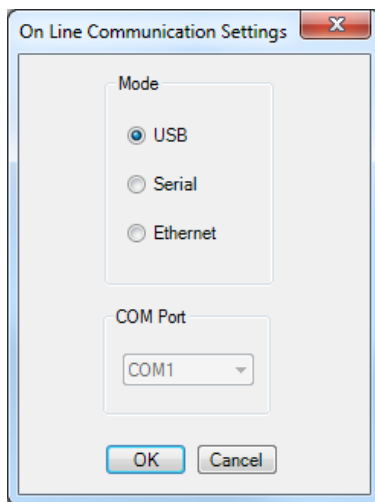 On Line Communication Settings
Mode
USB
Serial
Ethernet
COM Port
COM1
OK Cancel